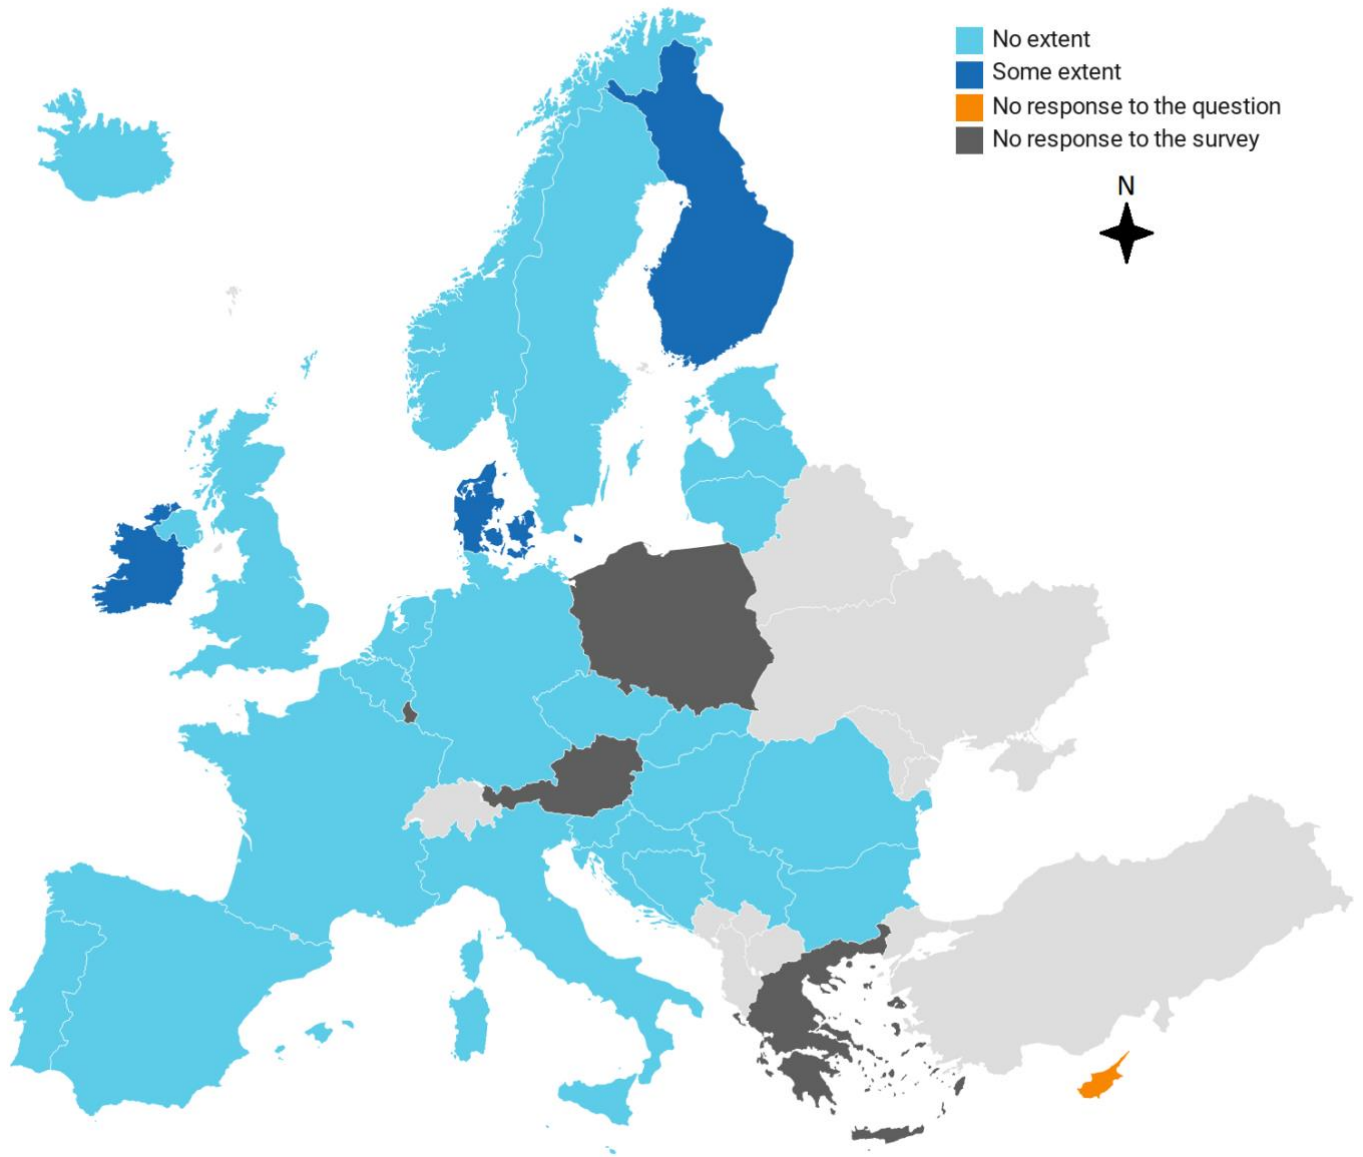 No extent
Some extent
No response to the question
No response to the survey
N